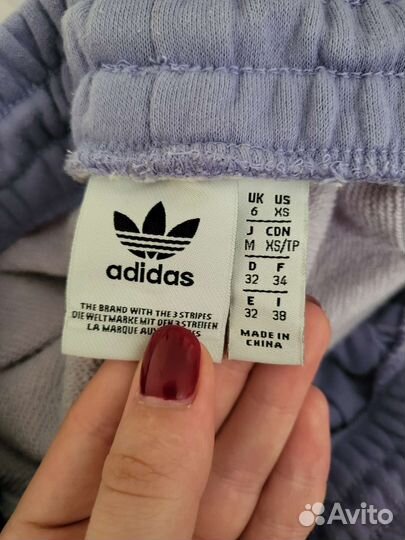 adidas
THE BRAND WITH THE 3 STRIPES
DIE WELTMARKE MIT DEN 3 STREIFEN
LA MARQUE AUX
UK US
6 XS
J CDN
M XS/TP
D F
32 34
E I
32 38
MADE IN
CHINA
Avito